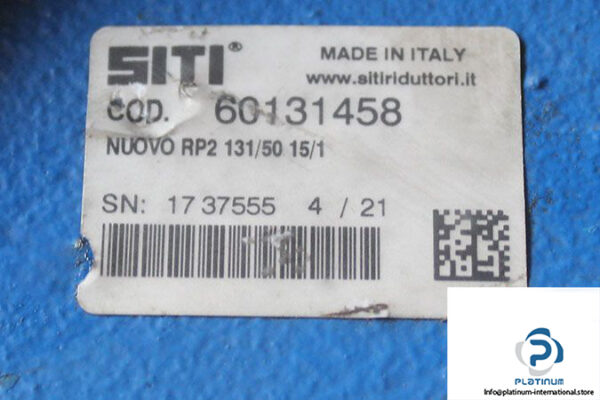 SITI®
MADE IN ITALY
www.sitiriduttori.it
COD. 60131458
NUOVO RP2 131/50 15/1
SN: 17 37555 4 / 21
PLATINUM
Info@platinum-international.store